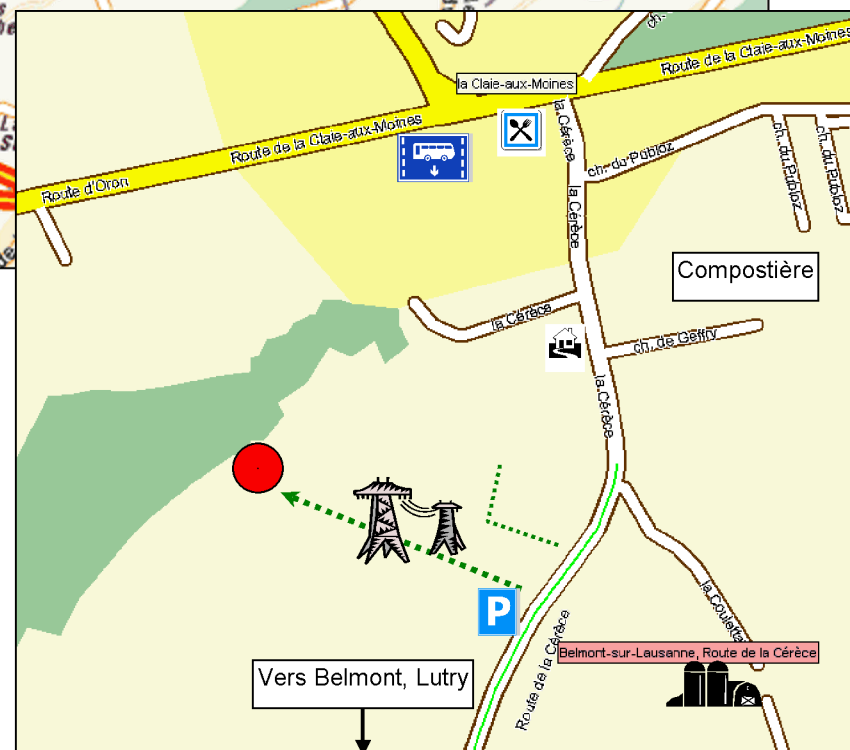 ch.
la Claie-aux-Moines
Route de la Claie-aux-Moines
Route de la Claie-aux-Moines
Route d'Oron
la Cérèce
ch. du Publoz
ch. du Publoz
ch. du Publoz
la Cérèce
Compostière
la Cérèce
ch. de Geffry
la Cérèce
P
Belmont-sur-Lausanne, Route de la Cérèce
Route de la Cérèce
Vers Belmont, Lutry